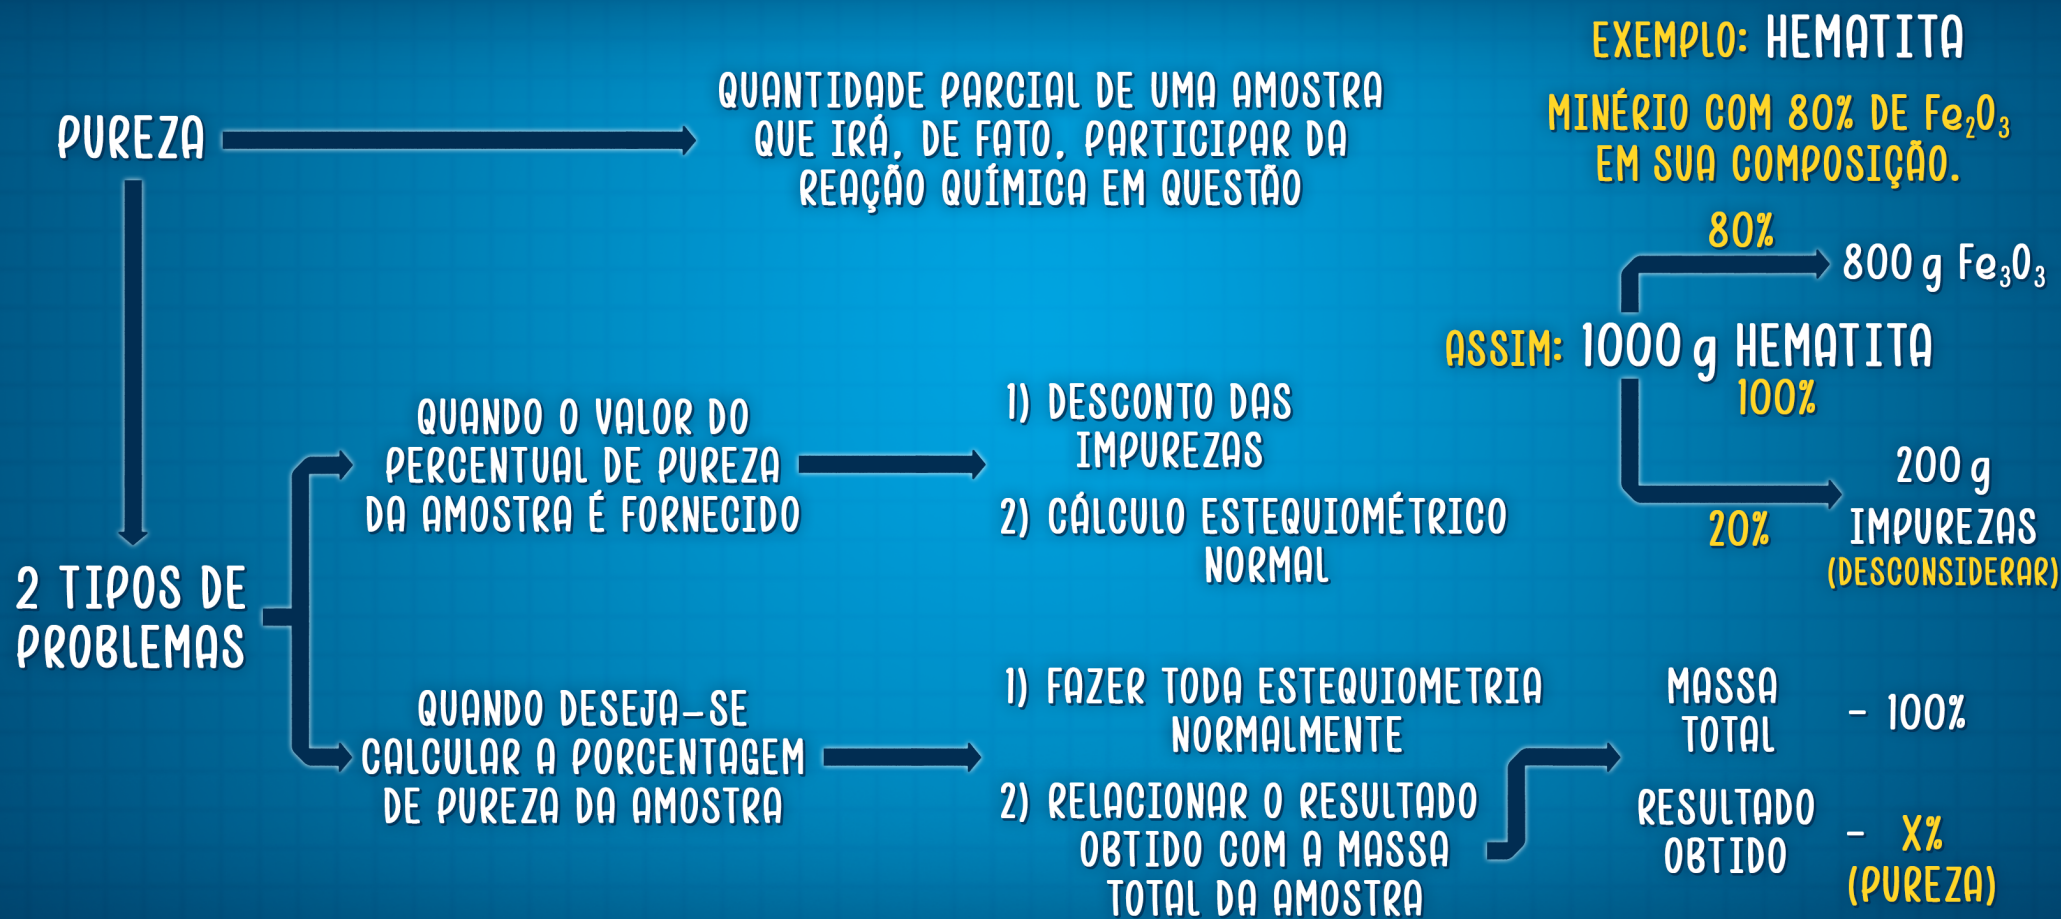 PUREZA
QUANTIDADE PARCIAL DE UMA AMOSTRA
QUE IRÁ, DE FATO, PARTICIPAR DA
REAÇÃO QUÍMICA EM QUESTÃO
EXEMPLO: HEMATITA
MINÉRIO COM 80% DE Fe₂O₃
EM SUA COMPOSIÇÃO.
80%
800 g Fe₃O₃
ASSIM: 1000 g HEMATITA
100%
200 g
20%
IMPUREZAS
(DESCONSIDERAR)
2 TIPOS DE
PROBLEMAS
QUANDO O VALOR DO
PERCENTUAL DE PUREZA
DA AMOSTRA É FORNECIDO
1) DESCONTO DAS
IMPUREZAS
2) CÁLCULO ESTEQUIOMÉTRICO
NORMAL
QUANDO DESEJA-SE
CALCULAR A PORCENTAGEM
DE PUREZA DA AMOSTRA
1) FAZER TODA ESTEQUIOMETRIA
NORMALMENTE
2) RELACIONAR O RESULTADO
OBTIDO COM A MASSA
TOTAL DA AMOSTRA
MASSA
TOTAL
- 100%
RESULTADO
OBTIDO
- X%
(PUREZA)